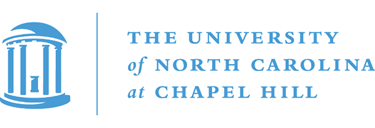 THE UNIVERSITY
of NORTH CAROLINA
at CHAPEL HILL